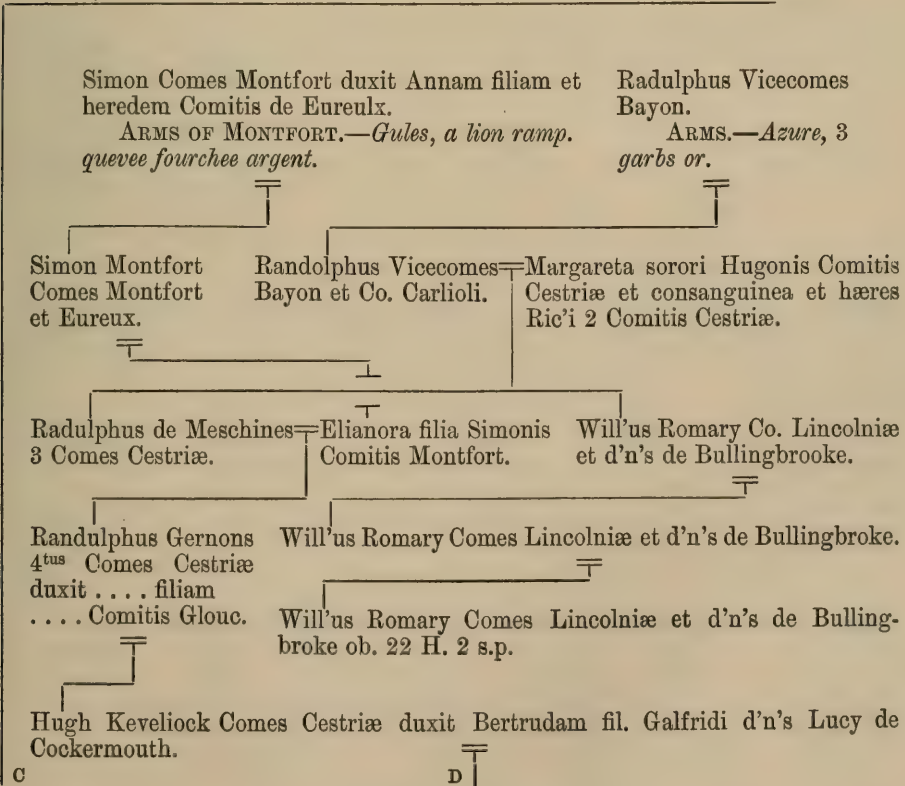 Simon Comes Montfort duxit Annam filiam et
heredem Comitis de Eureulx.
ARMS OF MONTFORT.—Gules, a lion ramp.
quevee fourchee argent.
Radulphus Vicecomes
Bayon.
ARMS.—Azure, 3
garbs or.
Simon Montfort
Comes Montfort
et Eureux.
Randolphus Vicecomes
Bayon et Co. Carlioli.
Margareta sorori Hugonis Comitis
Cestriæ et consanguinea et hæres
Ric'i 2 Comitis Cestriæ.
Radulphus de Meschines
3 Comes Cestriæ.
Elianora filia Simonis
Comitis Montfort.
Will'us Romary Co. Lincolniæ
et d'n's de Bullingbrooke.
Randulphus Gernons
4tus Comes Cestriæ
duxit .... filiam
.... Comitis Glouc.
Will'us Romary Comes Lincolniæ et d'n's de Bullingbroke.
Will'us Romary Comes Lincolniæ et d'n's de Bulling-
broke ob. 22 H. 2 s.p.
Hugh Keveliock Comes Cestriæ duxit Bertrudam fil. Galfridi d'n's Lucy de
Cockermouth.
C
D